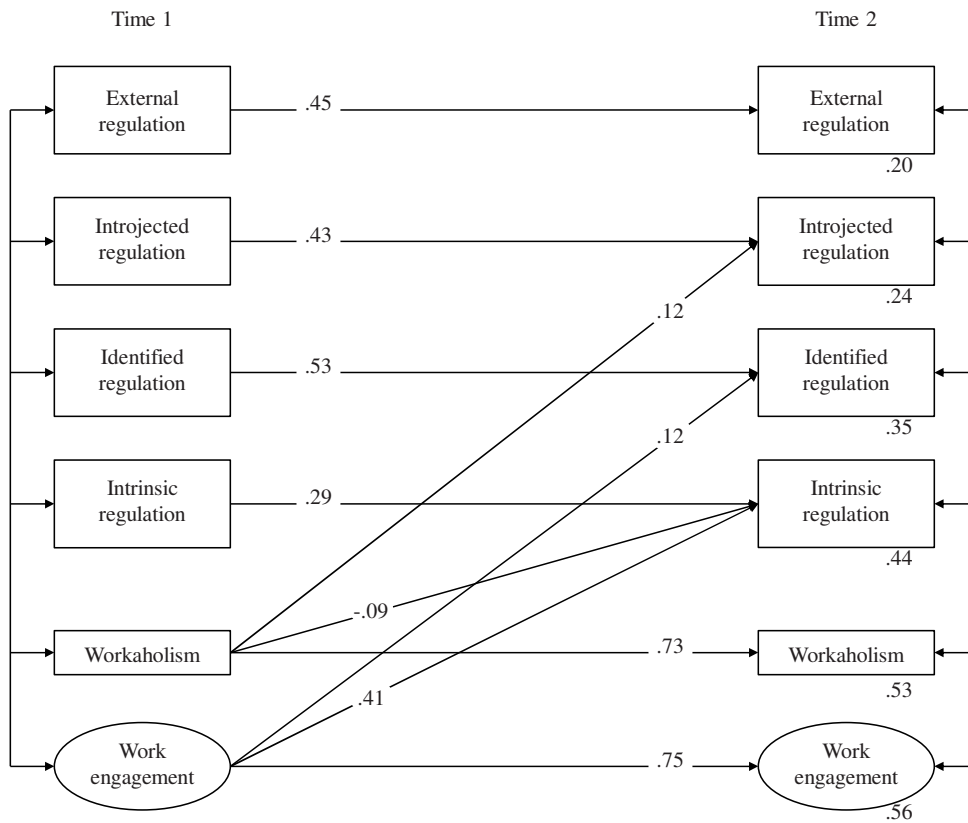 Time 1
Time 2
External
regulation
.45
External
regulation
.20
Introjected
regulation
.43
Introjected
regulation
.24
.12
Identified
regulation
.53
Identified
regulation
.35
.12
Intrinsic
regulation
.29
Intrinsic
regulation
.44
-.09
Workaholism
.73
Workaholism
.53
.41
Work
engagement
.75
Work
engagement
.56